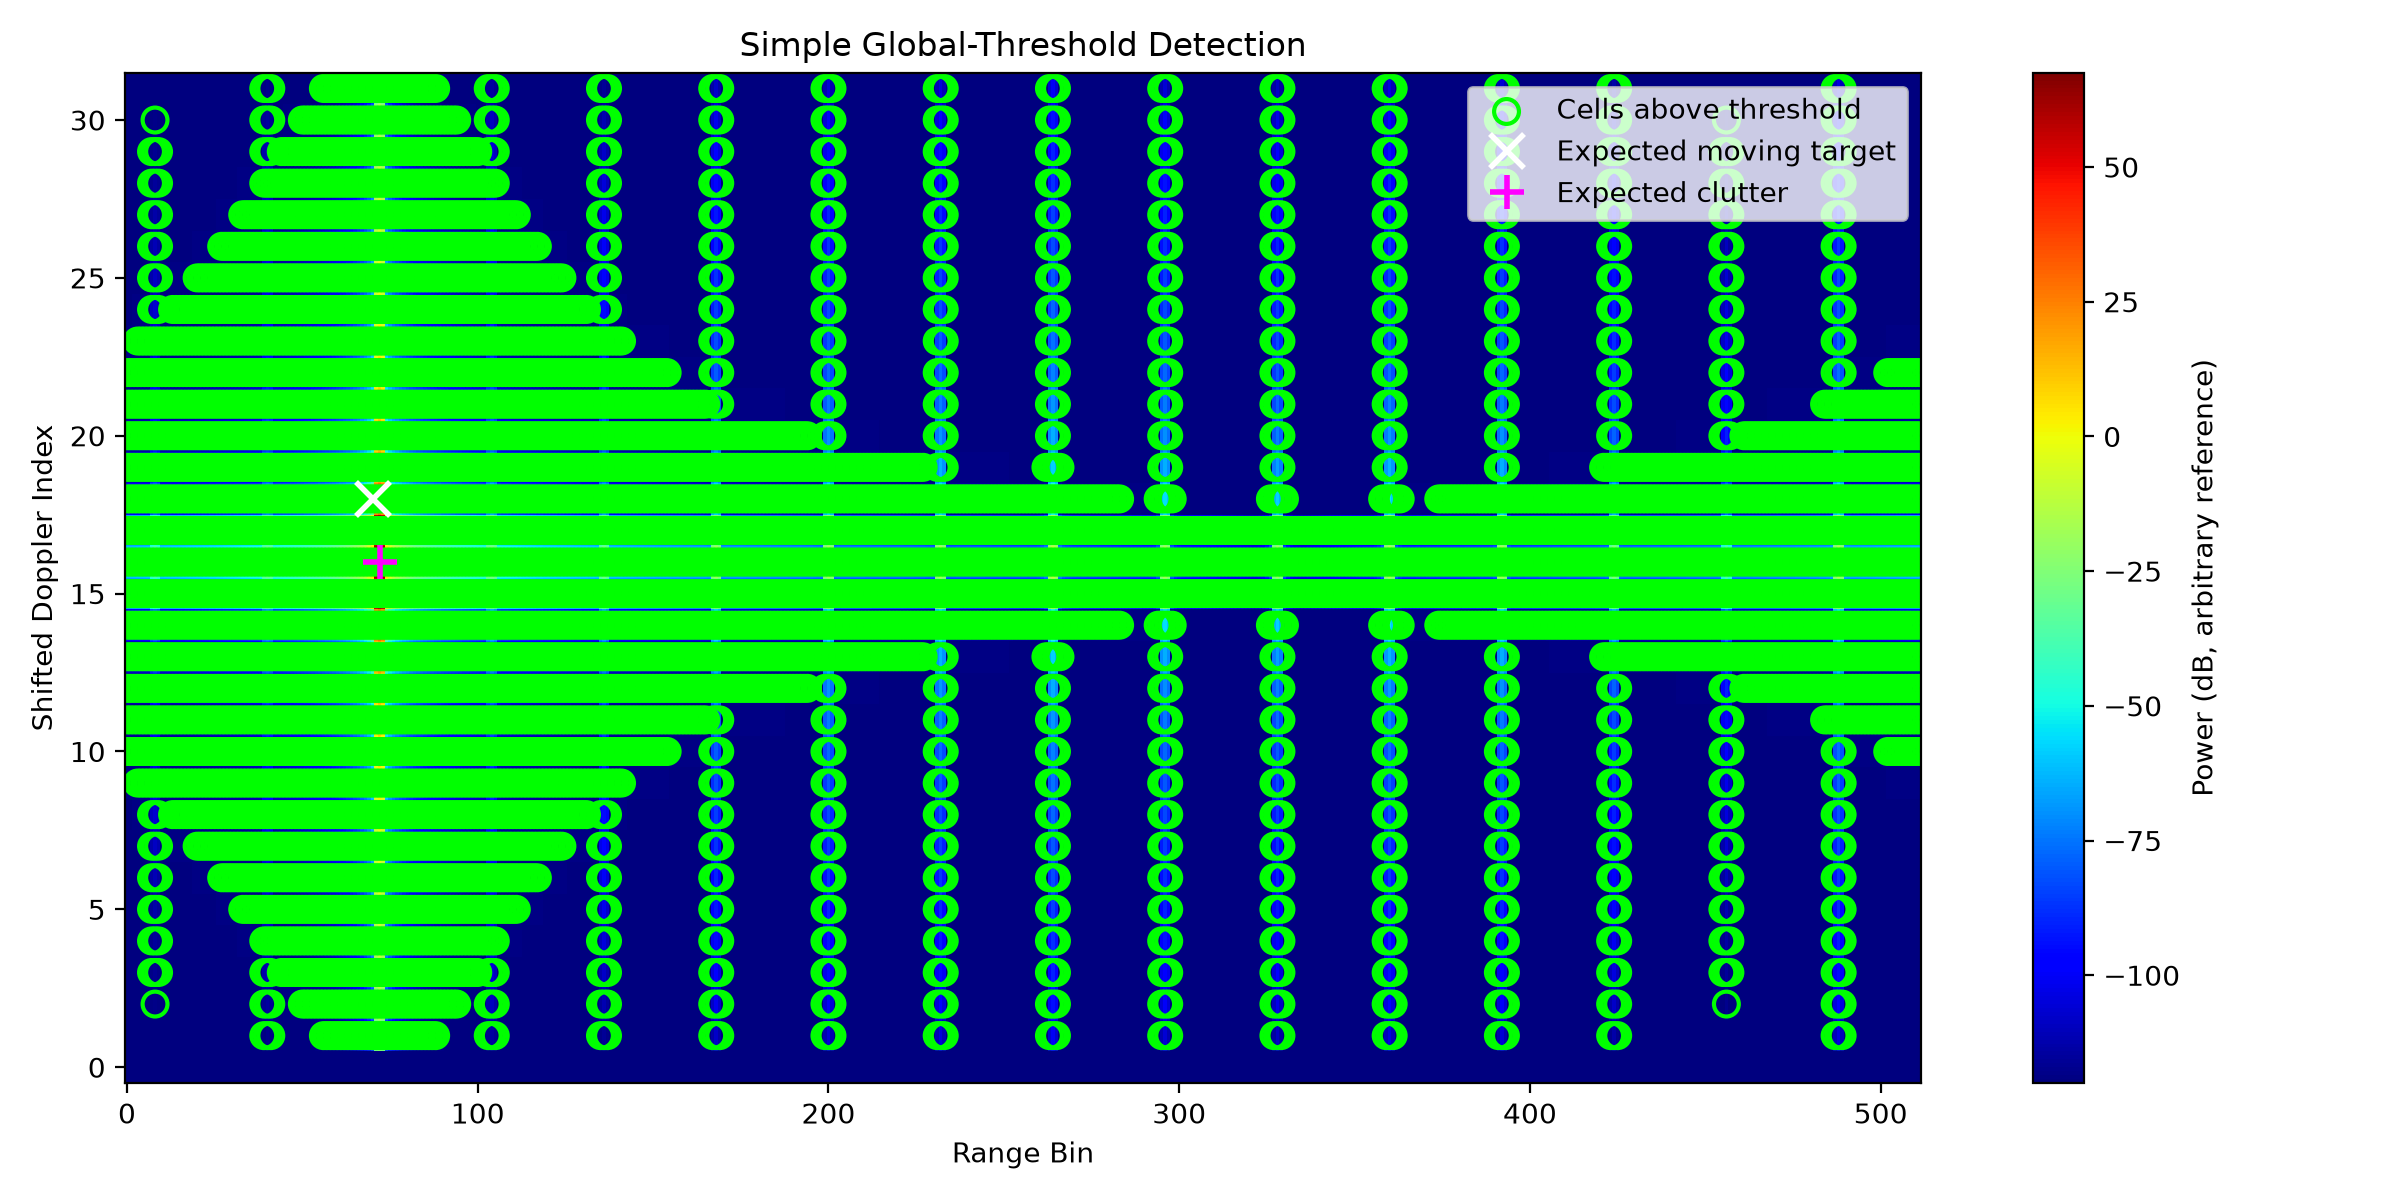 Simple Global-Threshold Detection
Cells above threshold
Expected moving target
Expected clutter
30
25
20
15
10
5
0
Shifted Doppler Index
0
100
200
300
400
500
Range Bin
50
25
0
−25
−50
−75
−100
Power (dB, arbitrary reference)